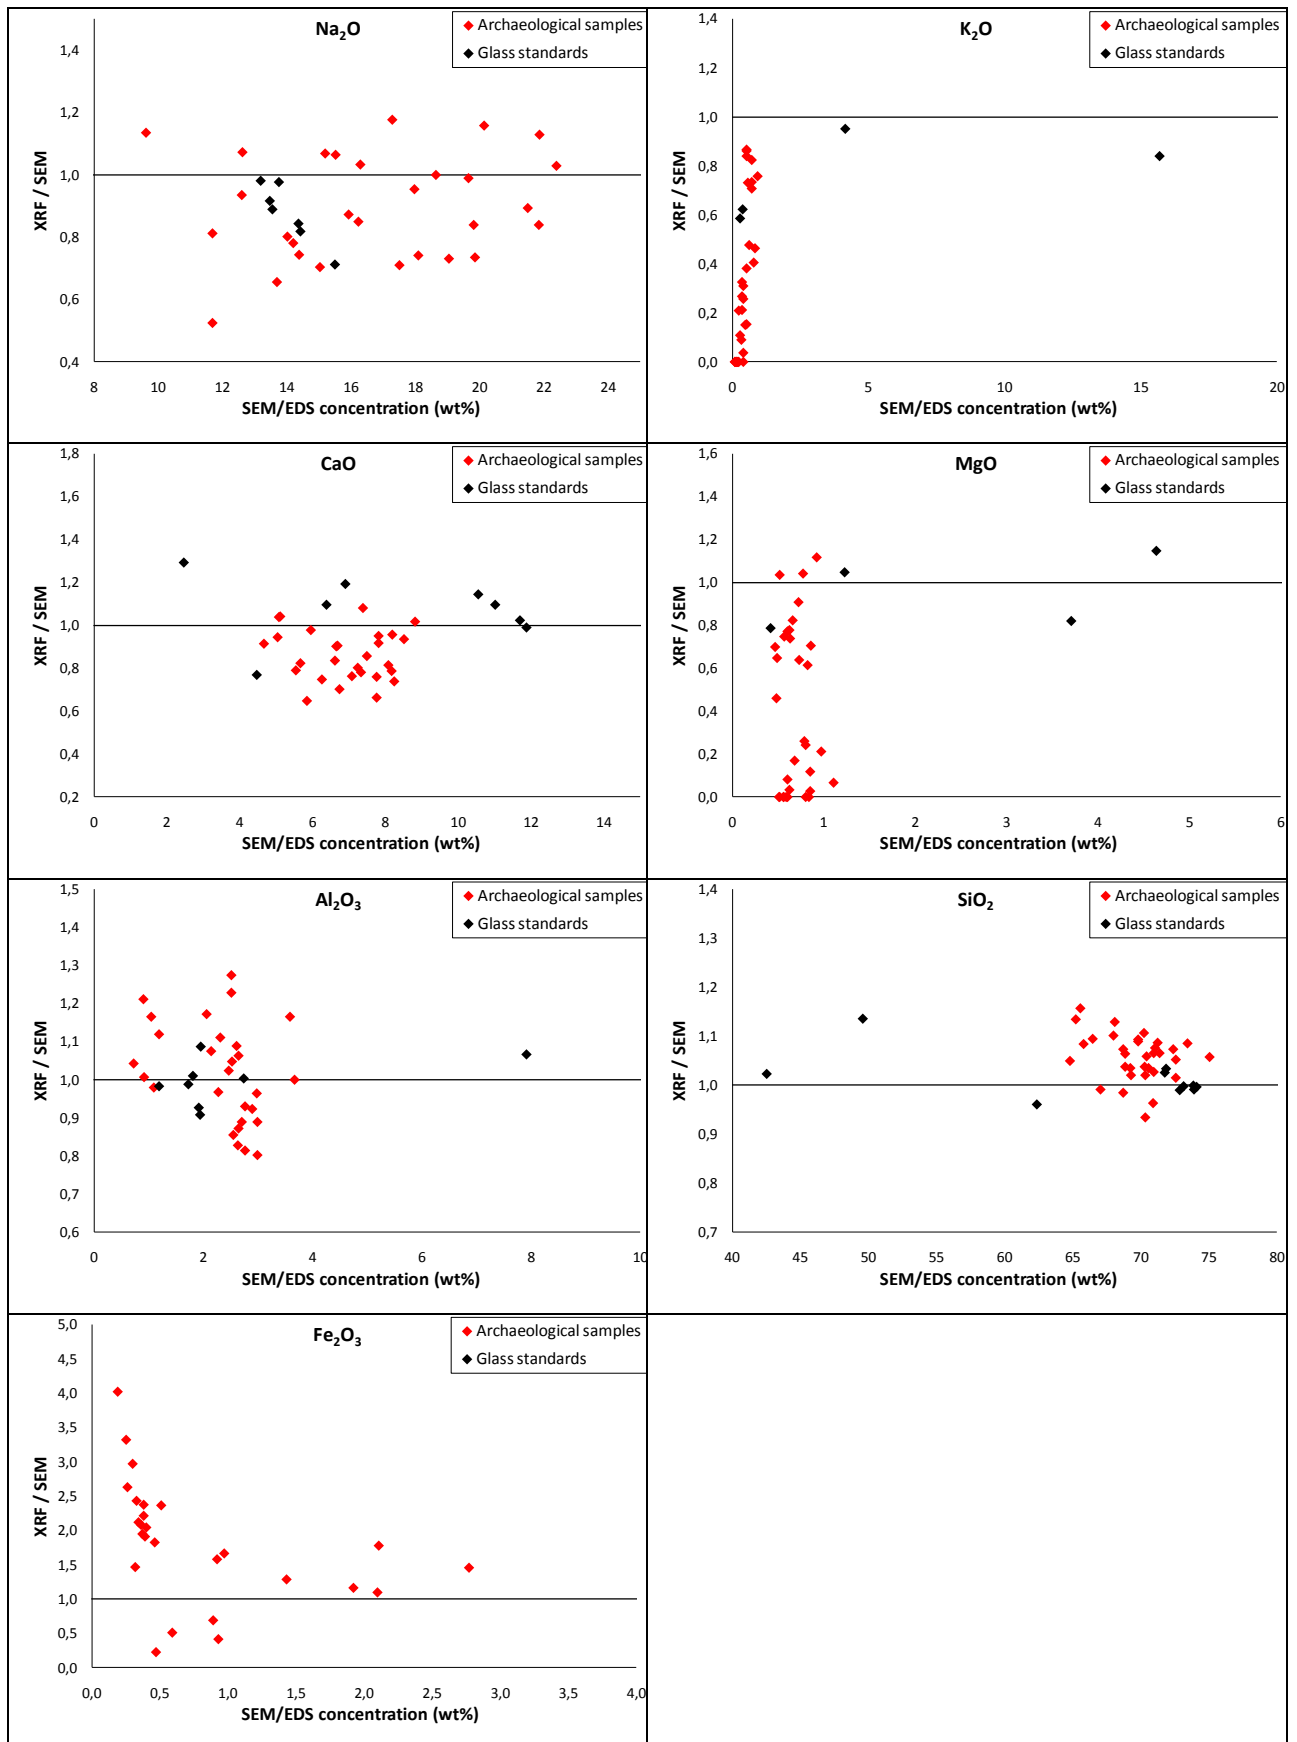 Na₂O
Archaeological samples
Glass standards
1,4
1,2
1,0
0,8
0,6
0,4
XRF / SEM
8 10 12 14 16 18 20 22 24
SEM/EDS concentration (wt%)
K₂O
Archaeological samples
Glass standards
1,4
1,2
1,0
0,8
0,6
0,4
0,2
0,0
XRF / SEM
0 5 10 15 20
SEM/EDS concentration (wt%)
CaO
Archaeological samples
Glass standards
1,8
1,6
1,4
1,2
1,0
0,8
0,6
0,4
0,2
XRF / SEM
0 2 4 6 8 10 12 14
SEM/EDS concentration (wt%)
MgO
Archaeological samples
Glass standards
1,6
1,4
1,2
1,0
0,8
0,6
0,4
0,2
0,0
XRF / SEM
0 1 2 3 4 5 6
SEM/EDS concentration (wt%)
Al₂O₃
Archaeological samples
Glass standards
1,5
1,4
1,3
1,2
1,1
1,0
0,9
0,8
0,7
0,6
XRF / SEM
0 2 4 6 8 10
SEM/EDS concentration (wt%)
SiO₂
Archaeological samples
Glass standards
1,4
1,3
1,2
1,1
1,0
0,9
0,8
0,7
XRF / SEM
40 45 50 55 60 65 70 75 80
SEM/EDS concentration (wt%)
Fe₂O₃
Archaeological samples
Glass standards
5,0
4,5
4,0
3,5
3,0
2,5
2,0
1,5
1,0
0,5
0,0
XRF / SEM
0,0 0,5 1,0 1,5 2,0 2,5 3,0 3,5 4,0
SEM/EDS concentration (wt%)